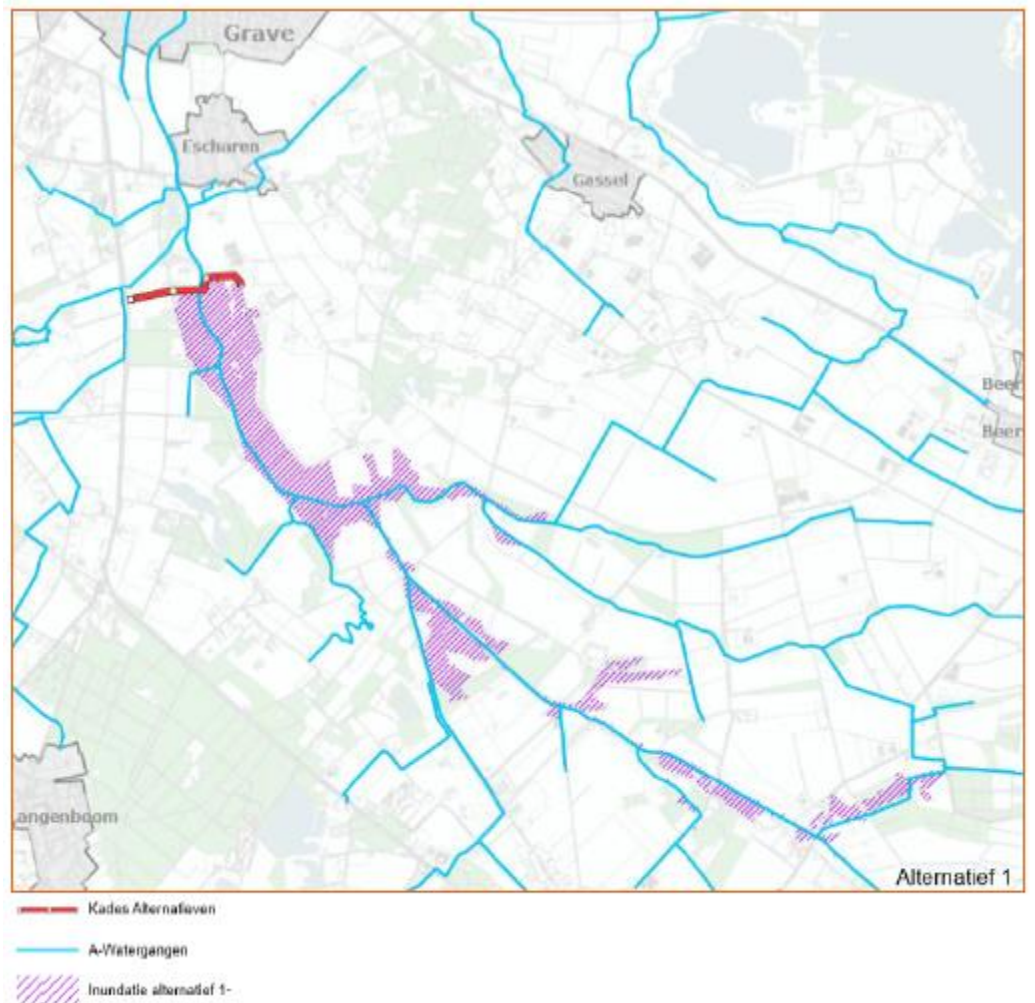 Grave
Escharen
Gassel
Beer
Beer
angenboom
Alternatief 1
Kades Alternatieven
A-Watergangen
Inundatie alternatief 1-